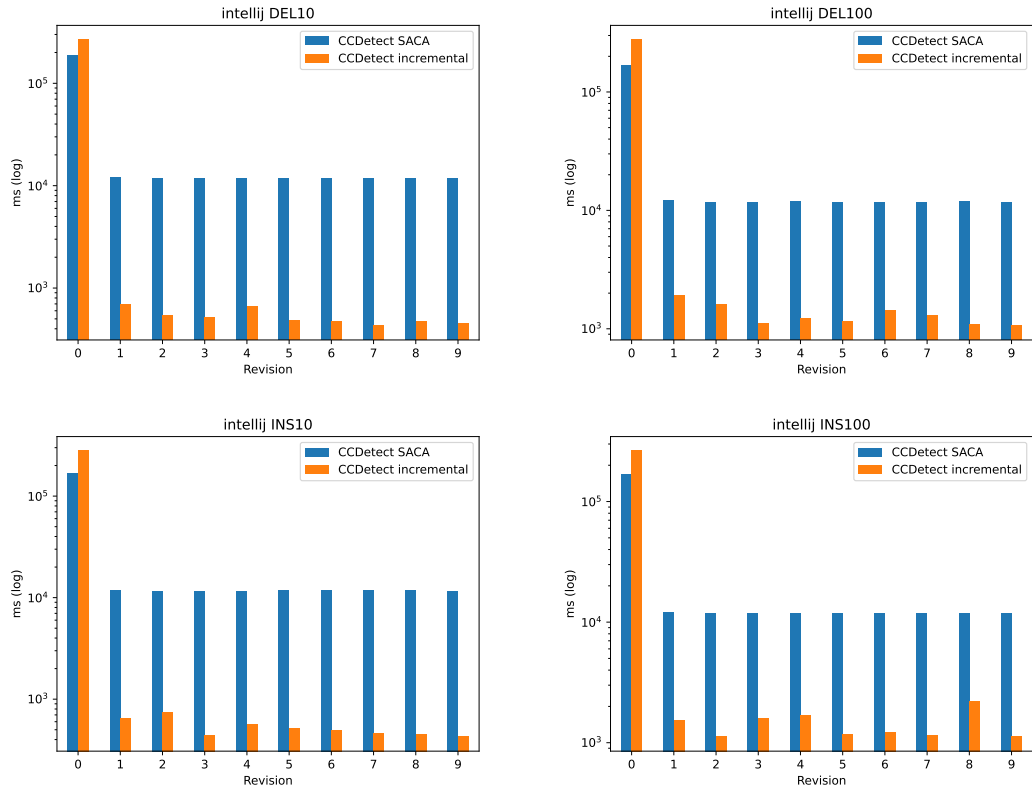 intellij DEL10
CCDetect SACA
CCDetect incremental
10^5
10^4
10^3
ms (log)
0 1 2 3 4 5 6 7 8 9
Revision
intellij DEL100
CCDetect SACA
CCDetect incremental
10^5
10^4
10^3
ms (log)
0 1 2 3 4 5 6 7 8 9
Revision
intellij INS10
CCDetect SACA
CCDetect incremental
10^5
10^4
10^3
ms (log)
0 1 2 3 4 5 6 7 8 9
Revision
intellij INS100
CCDetect SACA
CCDetect incremental
10^5
10^4
10^3
ms (log)
0 1 2 3 4 5 6 7 8 9
Revision